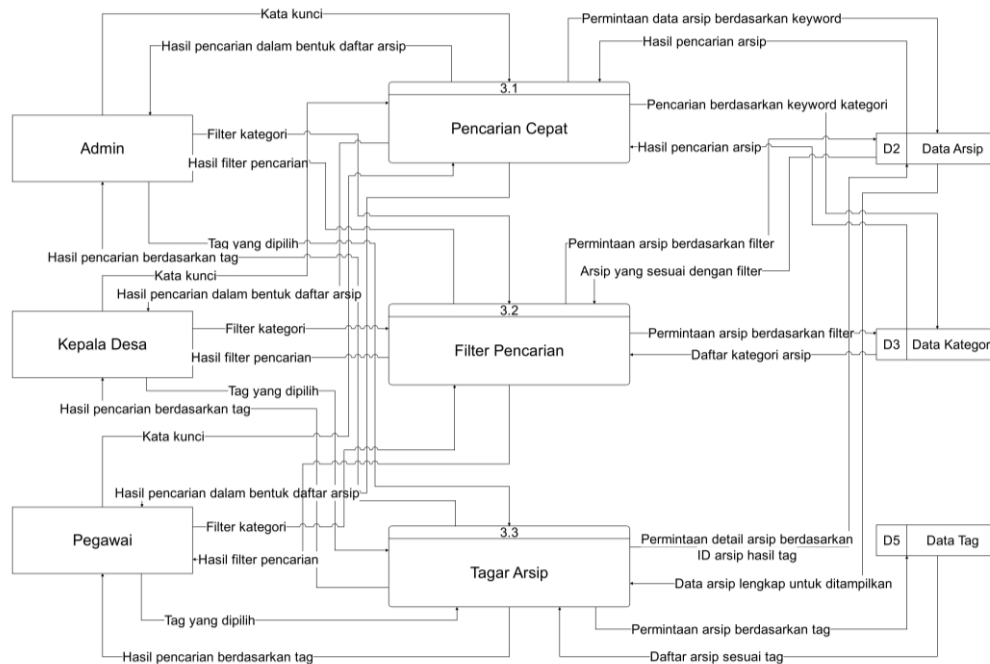 Kata kunci
Permintaan data arsip berdasarkan keyword
Hasil pencarian dalam bentuk daftar arsip
Hasil pencarian arsip
3.1
Pencarian Cepat
Pencarian berdasarkan keyword kategori
Admin
Filter kategori
Hasil filter pencarian
Hasil pencarian arsip
D2
Data Arsip
Tag yang dipilih
Permintaan arsip berdasarkan filter
Hasil pencarian berdasarkan tag
Kata kunci
Arsip yang sesuai dengan filter
Hasil pencarian dalam bentuk daftar arsip
3.2
Filter Pencarian
Kepala Desa
Filter kategori
Hasil filter pencarian
Permintaan arsip berdasarkan filter
Daftar kategori arsip
D3
Data Kategori
Tag yang dipilih
Hasil pencarian berdasarkan tag
Kata kunci
Hasil pencarian dalam bentuk daftar arsip
Pegawai
Filter kategori
Hasil filter pencarian
3.3
Tagar Arsip
Permintaan detail arsip berdasarkan
ID arsip hasil tag
D5
Data Tag
Data arsip lengkap untuk ditampilkan
Tag yang dipilih
Permintaan arsip berdasarkan tag
Hasil pencarian berdasarkan tag
Daftar arsip sesuai tag